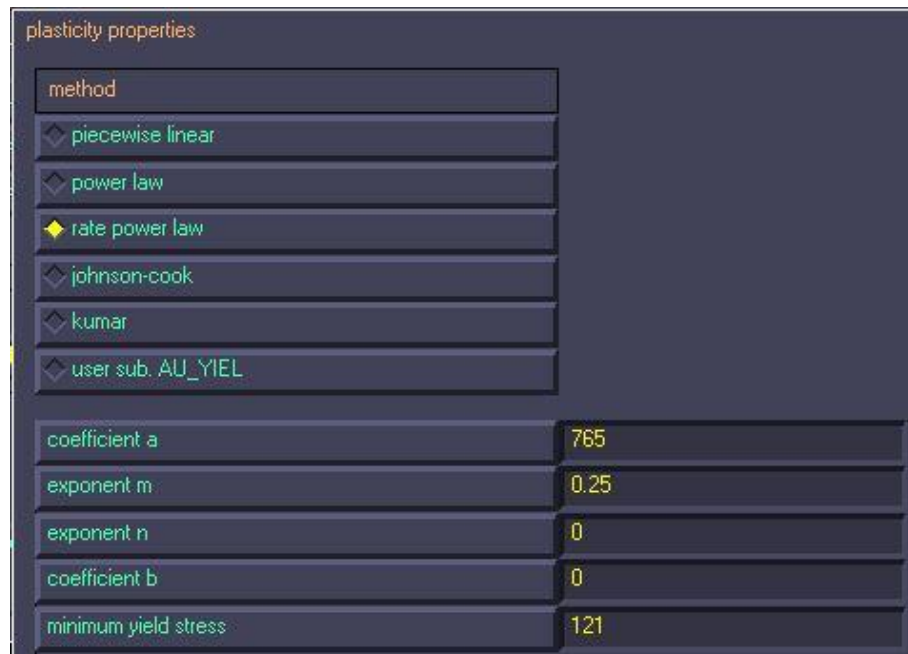 plasticity properties
method
piecewise linear
power law
rate power law
johnson-cook
kumar
user sub. AU_YIEL
coefficient a 765
exponent m 0.25
exponent n 0
coefficient b 0
minimum yield stress 121